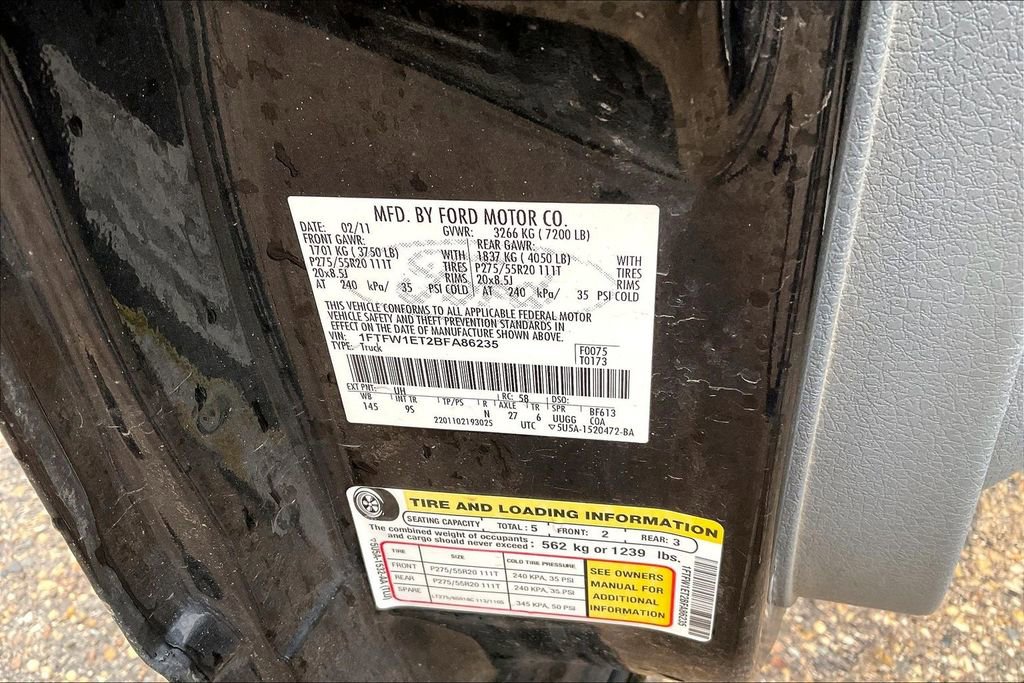 MFD. BY FORD MOTOR CO.
DATE: 02/11 GVWR: 3266 KG ( 7200 LB)
FRONT GAWR: REAR GAWR:
1701 KG ( 3750 LB) WITH 1837 KG ( 4050 LB) WITH
P275/55R20 111T TIRES P275/55R20 111T TIRES
20x8.5J RIMS 20x8.5J RIMS
AT 240 kPa/ 35 PSI COLD AT 240 kPa/ 35 PSI COLD
THIS VEHICLE CONFORMS TO ALL APPLICABLE FEDERAL MOTOR
VEHICLE SAFETY AND THEFT PREVENTION STANDARDS IN
EFFECT ON THE DATE OF MANUFACTURE SHOWN ABOVE.
VIN: 1FTFW1ET2BFA86235
TYPE: Truck
F0075
T0173
EXT PNT: UH RC: 58 DSO:
WB INT TR TP/PS R AXLE TR SPR BF613
145 9S N 27 6 UUGG COA
2201102193025 UTC ▽5U5A-1520472-BA
TIRE AND LOADING INFORMATION
SEATING CAPACITY TOTAL: 5 FRONT: 2 REAR: 3
The combined weight of occupants
and cargo should never exceed: 562 kg or 1239 lbs.
TIRE SIZE COLD TIRE PRESSURE
FRONT P275/55R20 111T 240 KPA, 35 PSI
REAR P275/55R20 111T 240 KPA, 35 PSI
SPARE 345 KPA, 50 PSI
SEE OWNERS
MANUAL FOR
ADDITIONAL
INFORMATION
1FTFW1ET2BFA86235